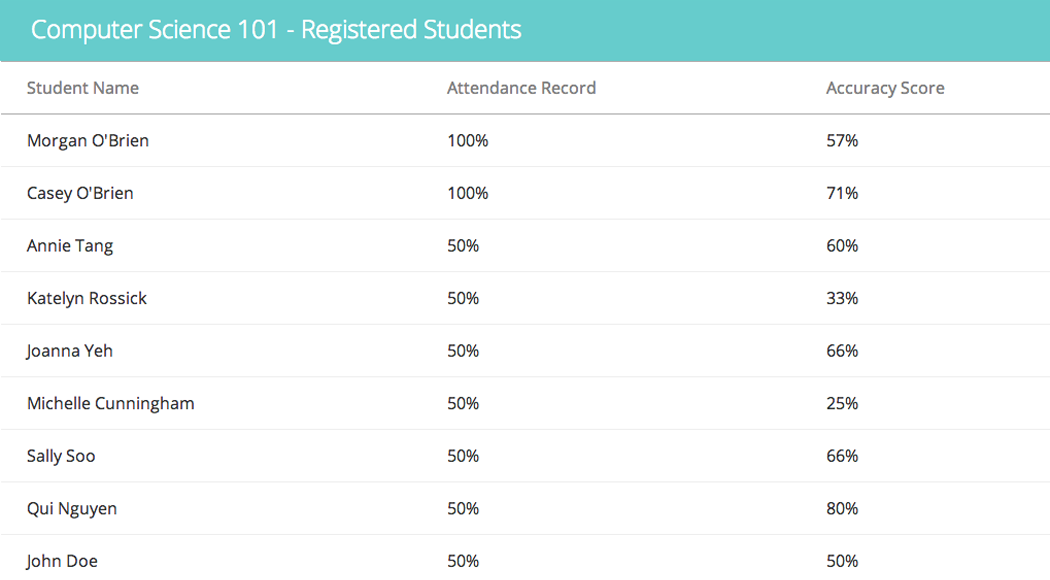 Computer Science 101 - Registered Students
Student Name Attendance Record Accuracy Score
Morgan O'Brien 100% 57%
Casey O'Brien 100% 71%
Annie Tang 50% 60%
Katelyn Rossick 50% 33%
Joanna Yeh 50% 66%
Michelle Cunningham 50% 25%
Sally Soo 50% 66%
Qui Nguyen 50% 80%
John Doe 50% 50%